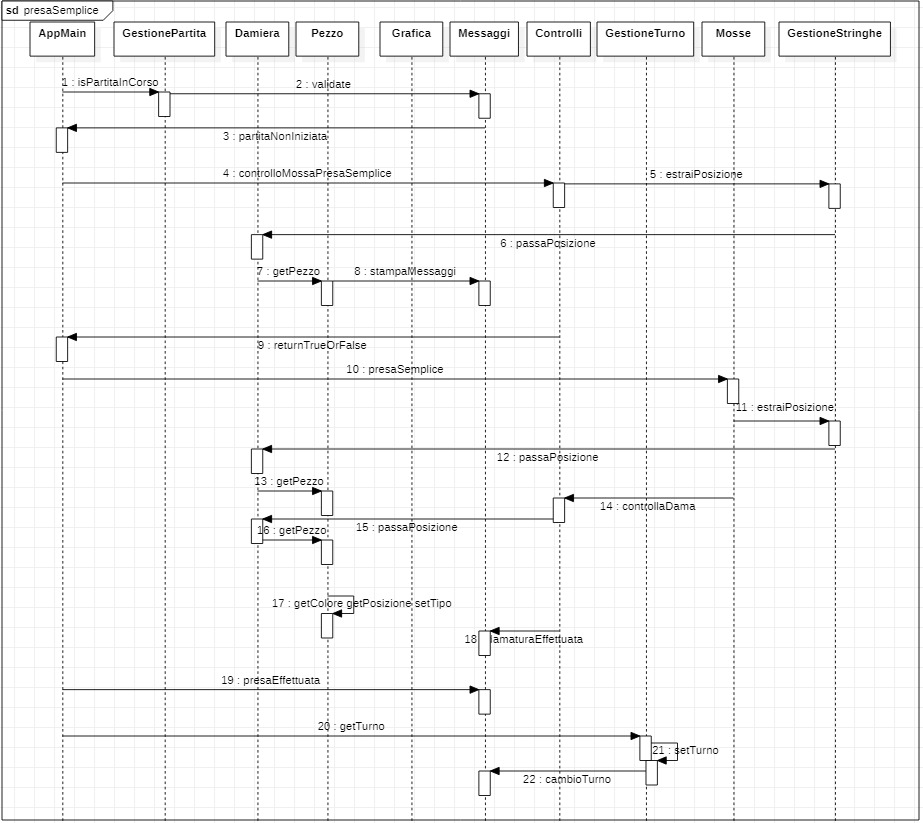 sd presaSemplice
AppMain GestionePartita Damiera Pezzo Grafica Messaggi Controlli GestioneTurno Mosse GestioneStringhe
1 : isPartitaInCorso
2 : validate
3 : partitaNonIniziata
4 : controlloMossaPresaSemplice
5 : estraiPosizione
6 : passaPosizione
7 : getPezzo
8 : stampaMessaggi
9 : returnTrueOrFalse
10 : presaSemplice
11 : estraiPosizione
12 : passaPosizione
13 : getPezzo
14 : controllaDama
15 : passaPosizione
16 : getPezzo
17 : getColore getPosizione setTipo
18 lamaturaEffettuata
19 : presaEffettuata
20 : getTurno
21 : setTurno
22 : cambioTurno